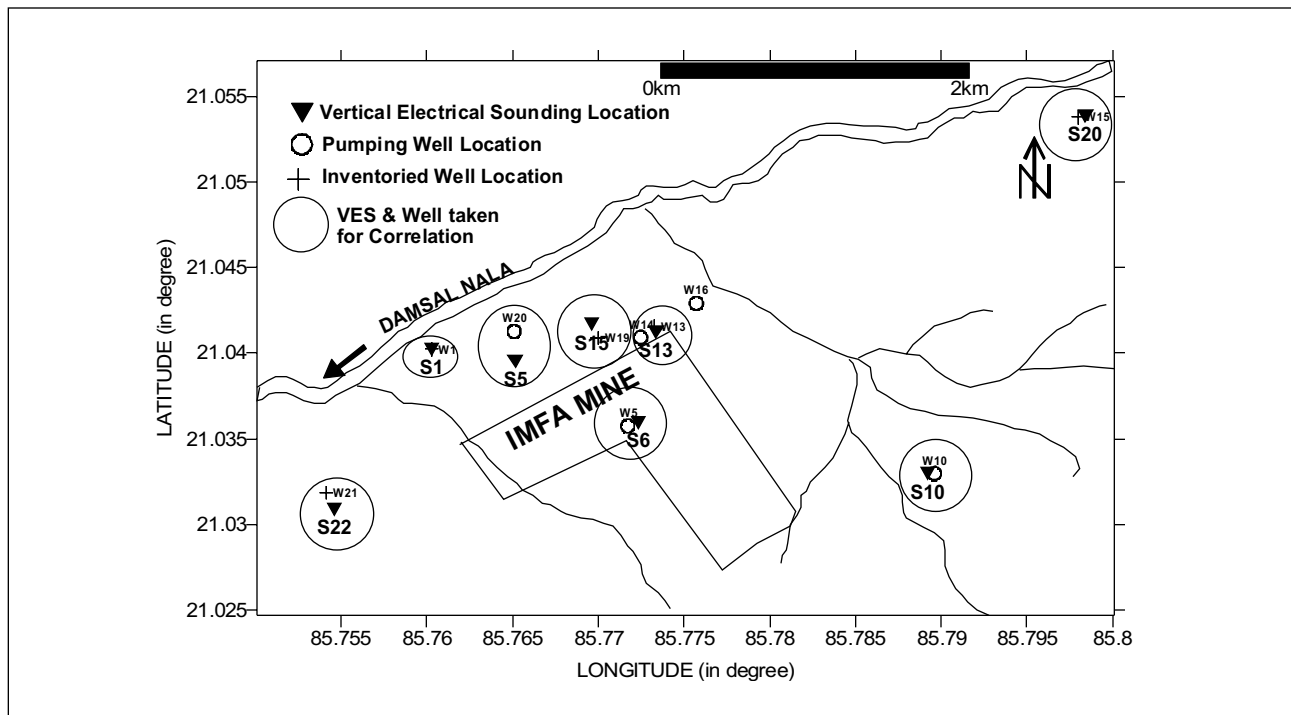 0km 2km
21.055
21.05
21.045
21.04
21.035
21.03
21.025
LATITUDE (in degree)
Vertical Electrical Sounding Location
Pumping Well Location
Inventoried Well Location
VES & Well taken
for Correlation
W15
S20
N
DAMSAL NALA
W16
W20
S5
W1
S1
S15
W19
W14
W13
S13
IMFA MINE
W5
S6
W10
S10
W21
S22
85.755 85.76 85.765 85.77 85.775 85.78 85.785 85.79 85.795 85.8
LONGITUDE (in degree)